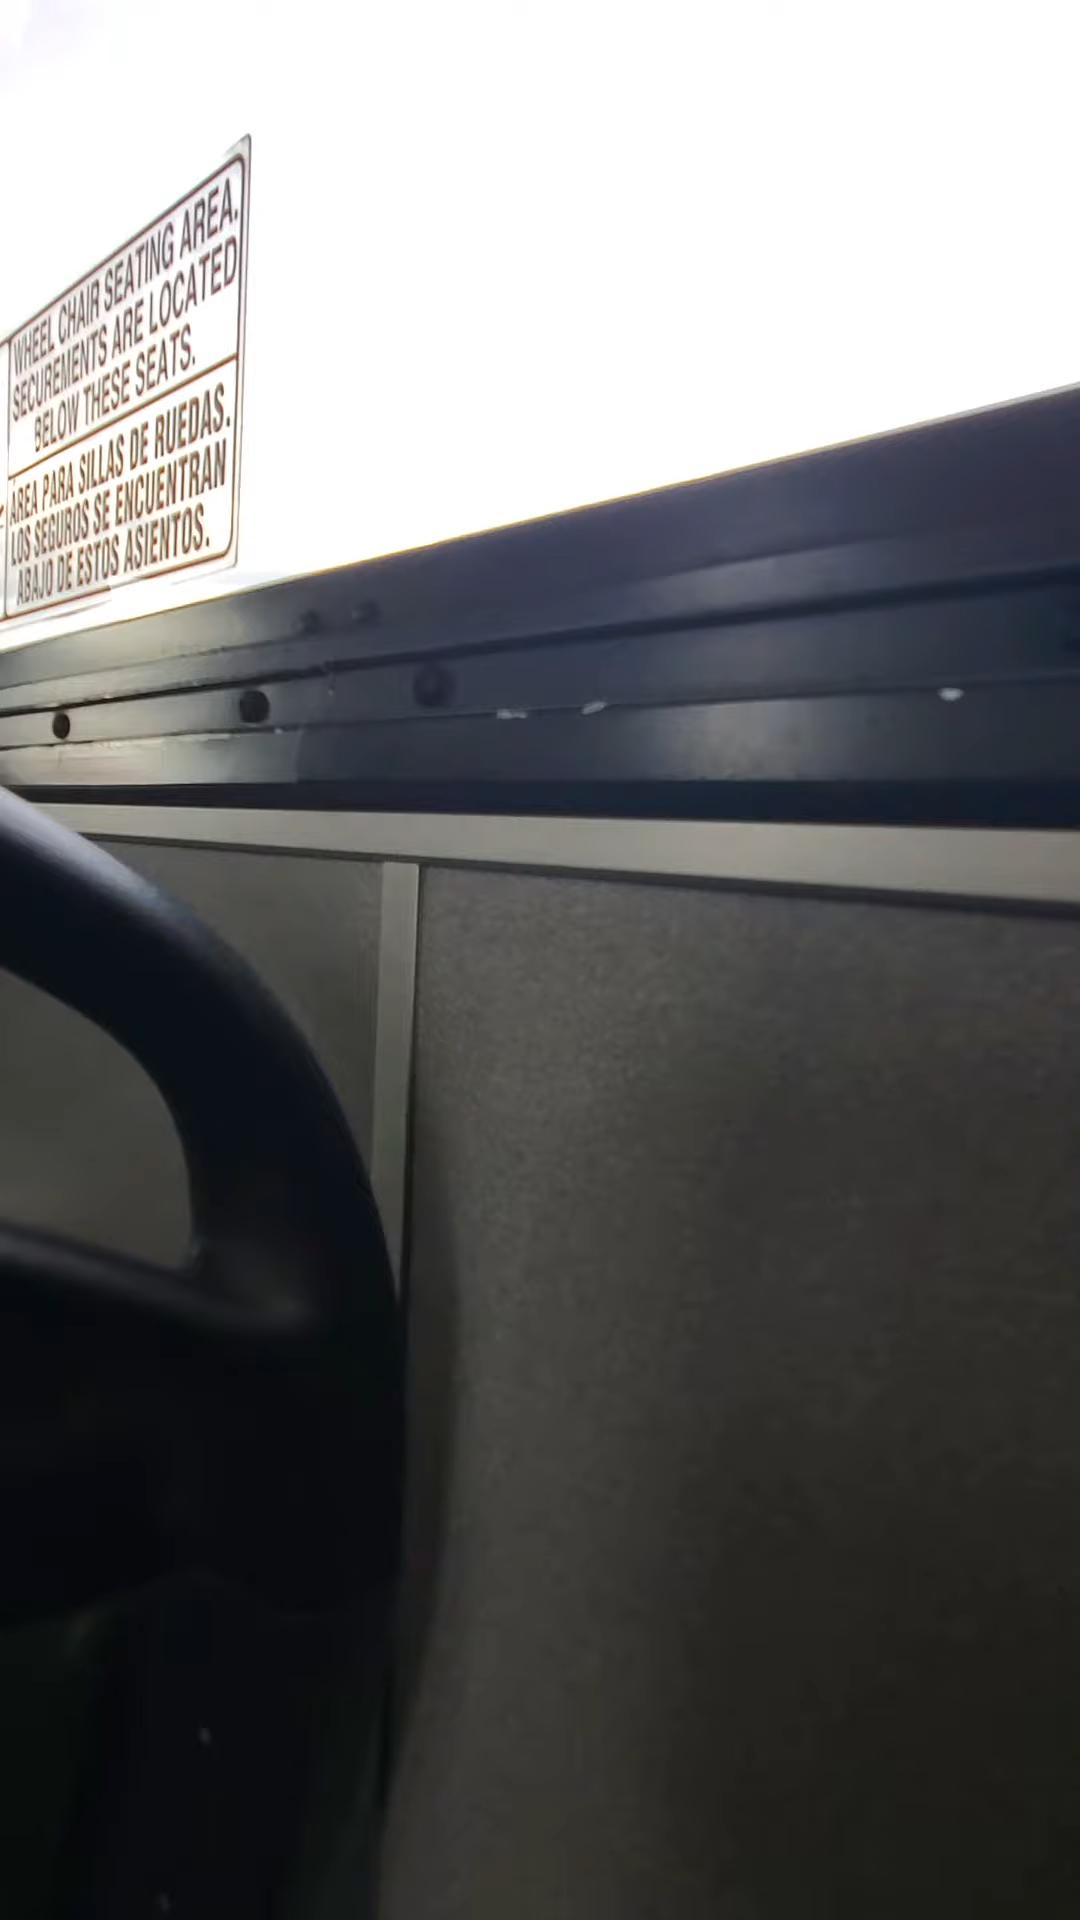 WHEEL CHAIR SEATING AREA.
SECUREMENTS ARE LOCATED
BELOW THESE SEATS.
AREA PARA SILLAS DE RUEDAS.
LOS SEGUROS SE ENCUENTRAN
ABAJO DE ESTOS ASIENTOS.